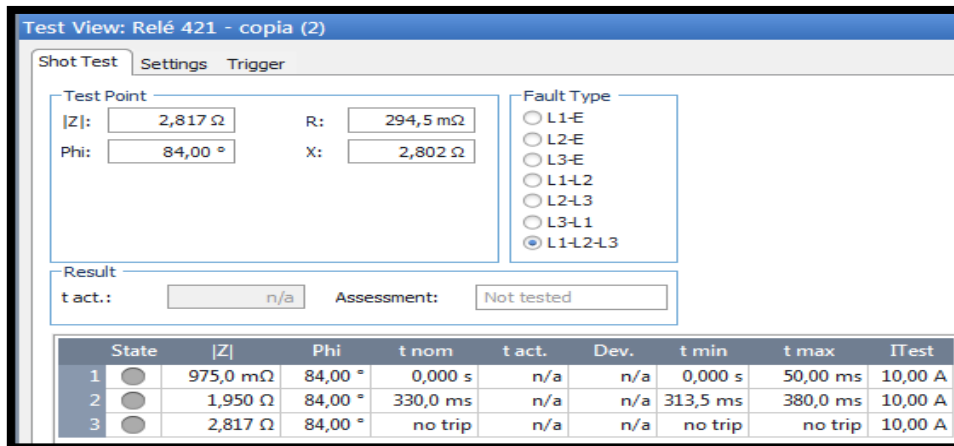 Test View: Relé 421 - copia (2)
Shot Test Settings Trigger
Test Point
|Z|: 2,817 Ω R: 294,5 mΩ
Phi: 84,00 ° X: 2,802 Ω
Fault Type
L1-E
L2-E
L3-E
L1-L2
L2-L3
L3-L1
L1-L2-L3
Result
t act.: n/a Assessment: Not tested
State |Z| Phi t nom t act. Dev. t min t max ITest
1 975,0 mΩ 84,00 ° 0,000 s n/a n/a 0,000 s 50,00 ms 10,00 A
2 1,950 Ω 84,00 ° 330,0 ms n/a n/a 313,5 ms 380,0 ms 10,00 A
3 2,817 Ω 84,00 ° no trip n/a n/a no trip no trip 10,00 A